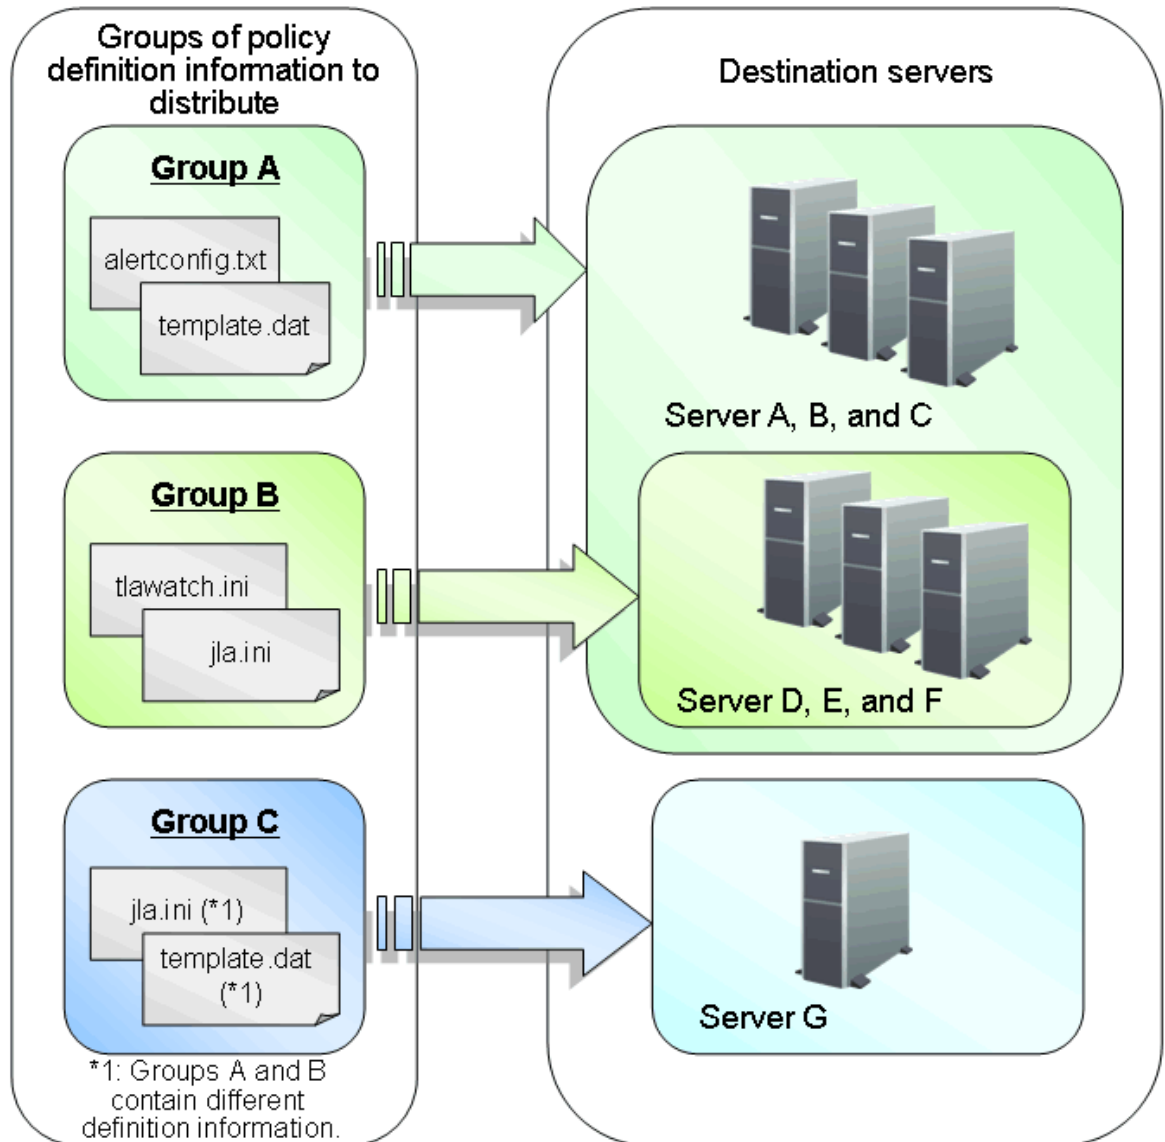 Groups of policy
definition information to
distribute
Group A
alertconfig.txt
template.dat
Group B
tlawatch.ini
jla.ini
Group C
jla.ini (*1)
template.dat
(*1)
*1: Groups A and B
contain different
definition information.
Destination servers
Server A, B, and C
Server D, E, and F
Server G